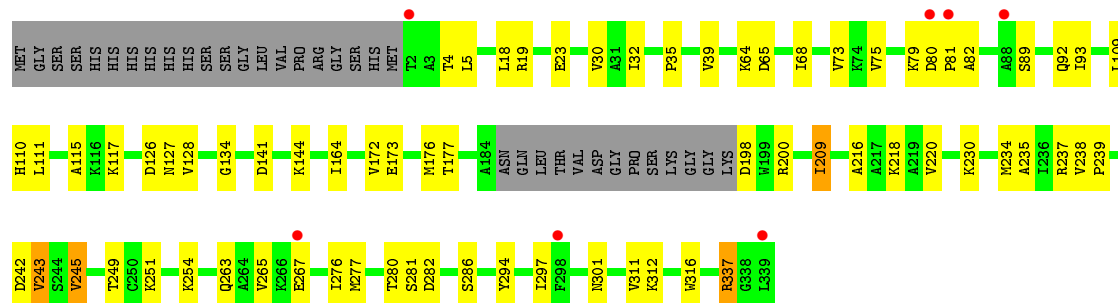 MET GLY SER SER HIS HIS HIS HIS HIS HIS SER SER GLY LEU VAL PRO ARG GLY SER HIS MET T2 A3 T4 L5 L18 R19 E23 V30 A31 I32 P35 V39 K64 D65 I68 V73 K74 V75 K79 D80 P81 A82 A88 S89 Q92 I93 L109
H110 L111 A115 K116 K117 D126 N127 V128 G134 D141 K144 I164 V172 E173 M176 T177 A184 ASN GLN LEU THR VAL ASP GLY PRO SER LYS GLY GLY LYS D198 W199 R200 I209 A216 A217 K218 A219 V220 K230 M234 A235 I236 R237 V238 P239
D242 V243 S244 V245 T249 C250 K251 K254 Q263 A264 V265 K266 E267 I276 M277 T280 S281 D282 S286 Y294 I297 F298 N301 V311 K312 W316 R337 G338 L339